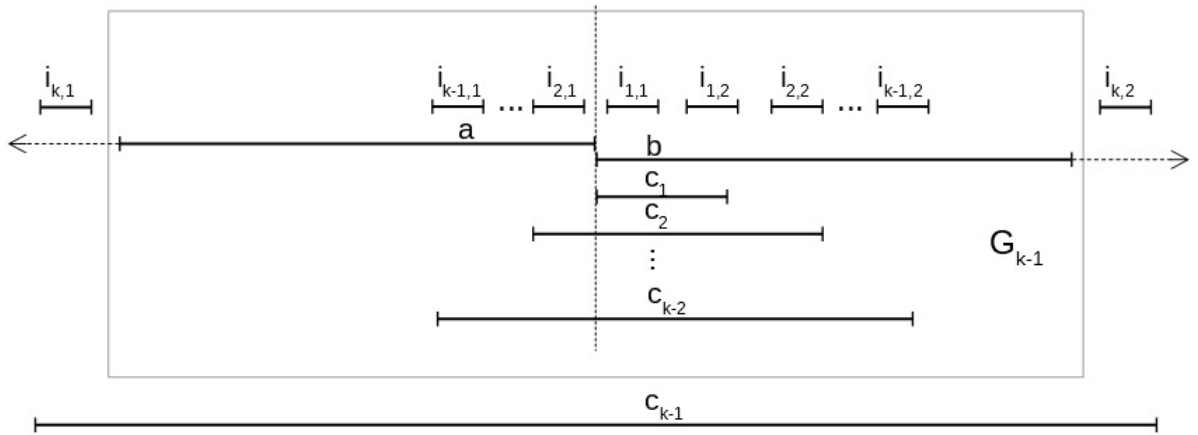 i_{k,1} i_{k-1,1} ... i_{2,1} i_{1,1} i_{1,2} i_{2,2} ... i_{k-1,2} i_{k,2}
a
b
c_1
c_2
⋮
G_{k-1}
c_{k-2}
c_{k-1}